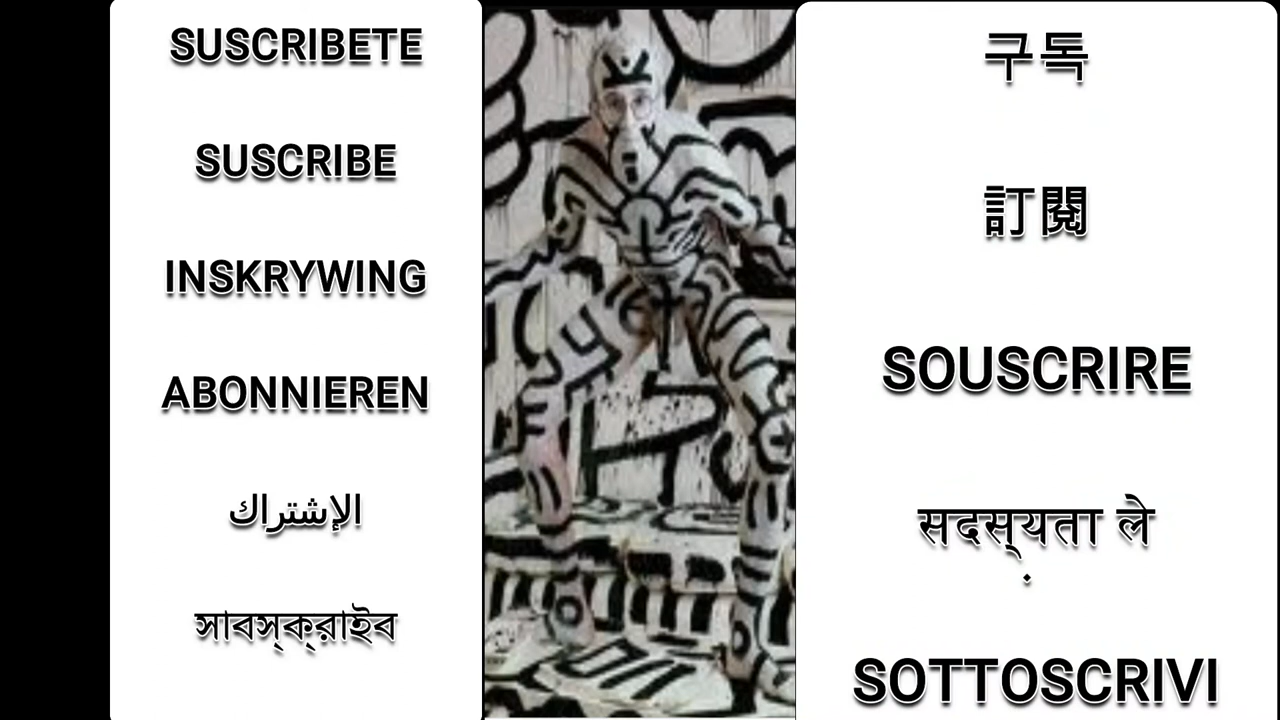 SUSCRIBETE
SUSCRIBE
INSKRYWING
ABONNIEREN
الإشتراك
সাবস্ক্রাইব
구독
訂閱
SOUSCRIRE
सदस्यता ले
.
SOTTOSCRIVI